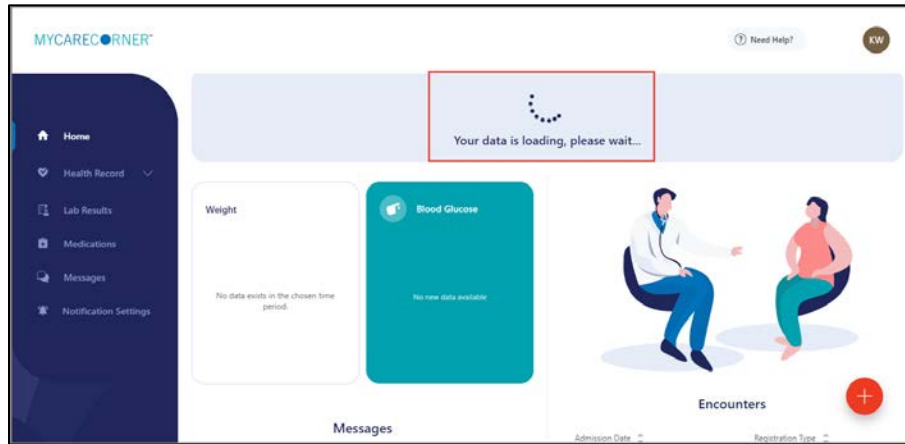 MYCARECORNER™
Need Help?
KW
Home
Health Record
Lab Results
Medications
Messages
Notification Settings
Your data is loading, please wait...
Weight
No data exists in the chosen time
period.
Blood Glucose
No new data available
Messages
Encounters
Admission Date
Registration Type